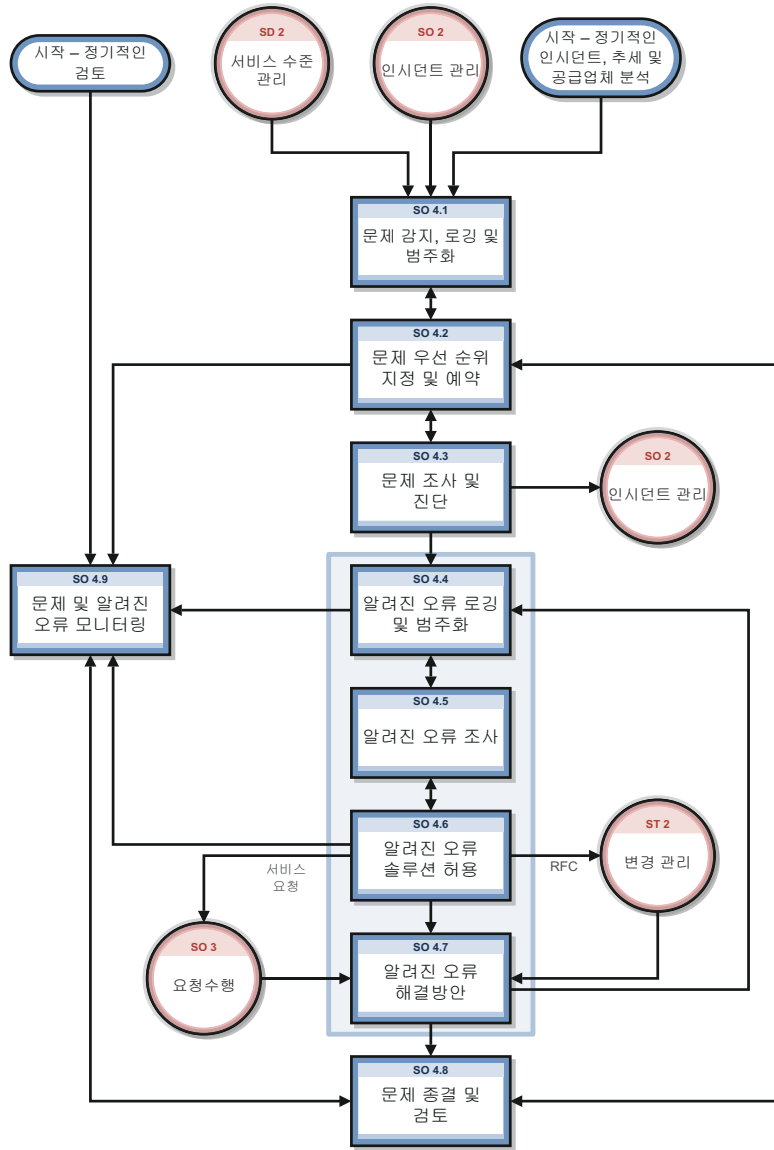 시작 – 정기적인
검토
SD 2
서비스 수준
관리
SO 2
인시던트 관리
시작 – 정기적인
인시던트, 추세 및
공급업체 분석
SO 4.1
문제 감지, 로깅 및
범주화
SO 4.2
문제 우선 순위
지정 및 예약
SO 4.3
문제 조사 및
진단
SO 2
인시던트 관리
SO 4.9
문제 및 알려진
오류 모니터링
SO 4.4
알려진 오류 로깅
및 범주화
SO 4.5
알려진 오류 조사
SO 4.6
알려진 오류
솔루션 허용
서비스
요청
RFC
ST 2
변경 관리
SO 3
요청수행
SO 4.7
알려진 오류
해결방안
SO 4.8
문제 종결 및
검토